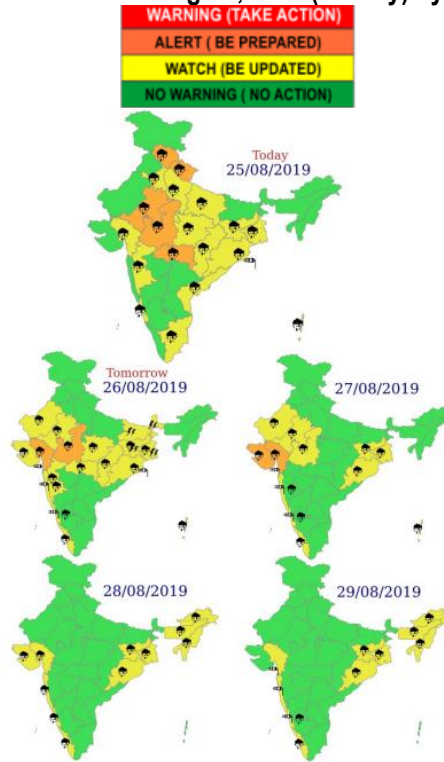 WARNING (TAKE ACTION)
ALERT ( BE PREPARED)
WATCH (BE UPDATED)
NO WARNING ( NO ACTION)
Today
25/08/2019
Tomorrow
26/08/2019
27/08/2019
28/08/2019
29/08/2019